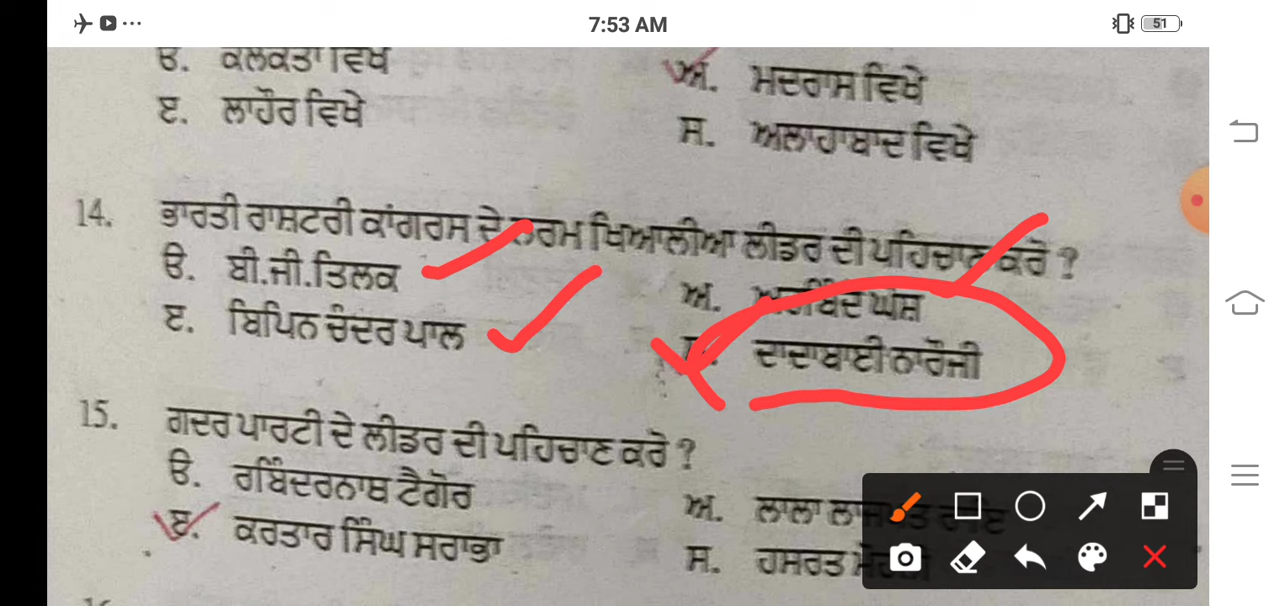 7:53 AM
51
ੳ. ਕਲਕੱਤਾ ਵਿਖੇ
ਅ. ਮਦਰਾਸ ਵਿਖੇ
ੲ. ਲਾਹੌਰ ਵਿਖੇ
ਸ. ਅਲਾਹਾਬਾਦ ਵਿਖੇ
14. ਭਾਰਤੀ ਰਾਸ਼ਟਰੀ ਕਾਂਗਰਸ ਦੇ ਨਰਮ ਖਿਆਲੀਆ ਲੀਡਰ ਦੀ ਪਹਿਚਾਣ ਕਰੋ ?
ੳ. ਬੀ.ਜੀ.ਤਿਲਕ
ਅ. ਅਰਬਿੰਦੋ ਘੋਸ਼
ੲ. ਬਿਪਿਨ ਚੰਦਰ ਪਾਲ
ਦਾਦਾਬਾਈ ਨਾਰੌਜੀ
15. ਗਦਰ ਪਾਰਟੀ ਦੇ ਲੀਡਰ ਦੀ ਪਹਿਚਾਣ ਕਰੋ ?
ੳ. ਰਬਿੰਦਰਨਾਥ ਟੈਗੋਰ
ਅ. ਲਾਲਾ
ੲ. ਕਰਤਾਰ ਸਿੰਘ ਸਰਾਭਾ
ਸ. ਹਸਰਤ